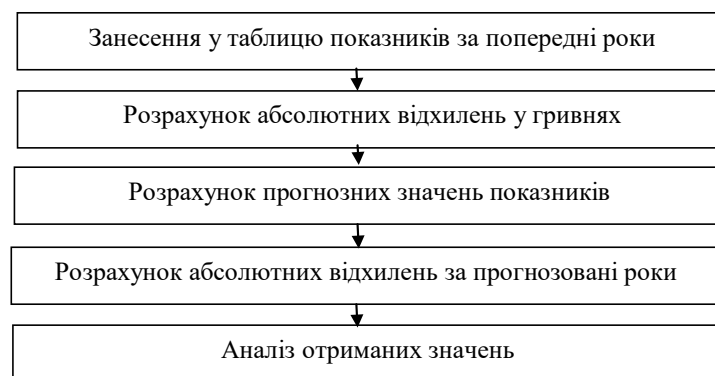 Занесення у таблицю показників за попередні роки
Розрахунок абсолютних відхилень у гривнях
Розрахунок прогнозних значень показників
Розрахунок абсолютних відхилень за прогнозовані роки
Аналіз отриманих значень